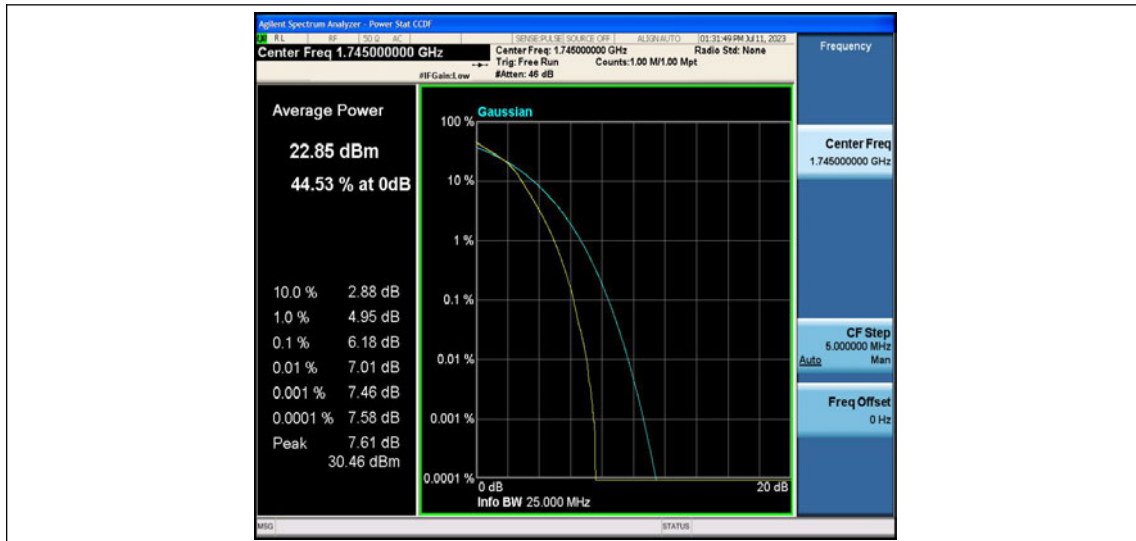 Agilent Spectrum Analyzer - Power Stat CCDF
RL RF 50 Ω AC SENSE:PULSE SOURCE OFF ALIGN AUTO 01:31:49 PM Jul 11, 2023
Center Freq 1.745000000 GHz
Center Freq: 1.745000000 GHz Radio Std: None
Trig: Free Run Counts:1.00 M/1.00 Mpt
#IFGain:Low #Atten: 46 dB
Frequency
Average Power
22.85 dBm
44.53 % at 0dB
10.0 % 2.88 dB
1.0 % 4.95 dB
0.1 % 6.18 dB
0.01 % 7.01 dB
0.001 % 7.46 dB
0.0001 % 7.58 dB
Peak 7.61 dB
30.46 dBm
Gaussian
100 %
10 %
1 %
0.1 %
0.01 %
0.001 %
0.0001 %
0 dB 20 dB
Info BW 25.000 MHz
Center Freq
1.745000000 GHz
CF Step
5.000000 MHz
Auto Man
Freq Offset
0 Hz
MSG STATUS